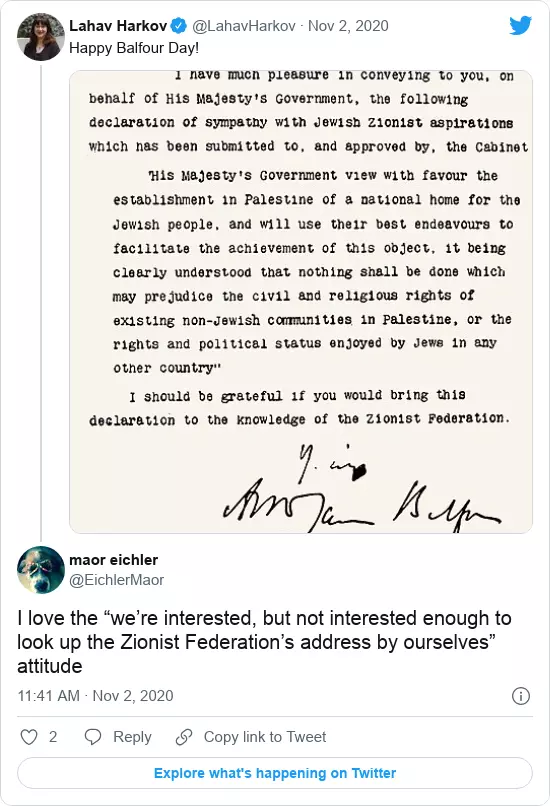 Lahav Harkov @LahavHarkov · Nov 2, 2020
Happy Balfour Day!
I have much pleasure in conveying to you, on
behalf of His Majesty's Government, the following
declaration of sympathy with Jewish Zionist aspirations
which has been submitted to, and approved by, the Cabinet
"His Majesty's Government view with favour the
establishment in Palestine of a national home for the
Jewish people, and will use their best endeavours to
facilitate the achievement of this object, it being
clearly understood that nothing shall be done which
may prejudice the civil and religious rights of
existing non-Jewish communities in Palestine, or the
rights and political status enjoyed by Jews in any
other country"
I should be grateful if you would bring this
declaration to the knowledge of the Zionist Federation.
maor eichler
@EichlerMaor
I love the “we’re interested, but not interested enough to
look up the Zionist Federation’s address by ourselves”
attitude
11:41 AM · Nov 2, 2020
2 Reply Copy link to Tweet
Explore what's happening on Twitter